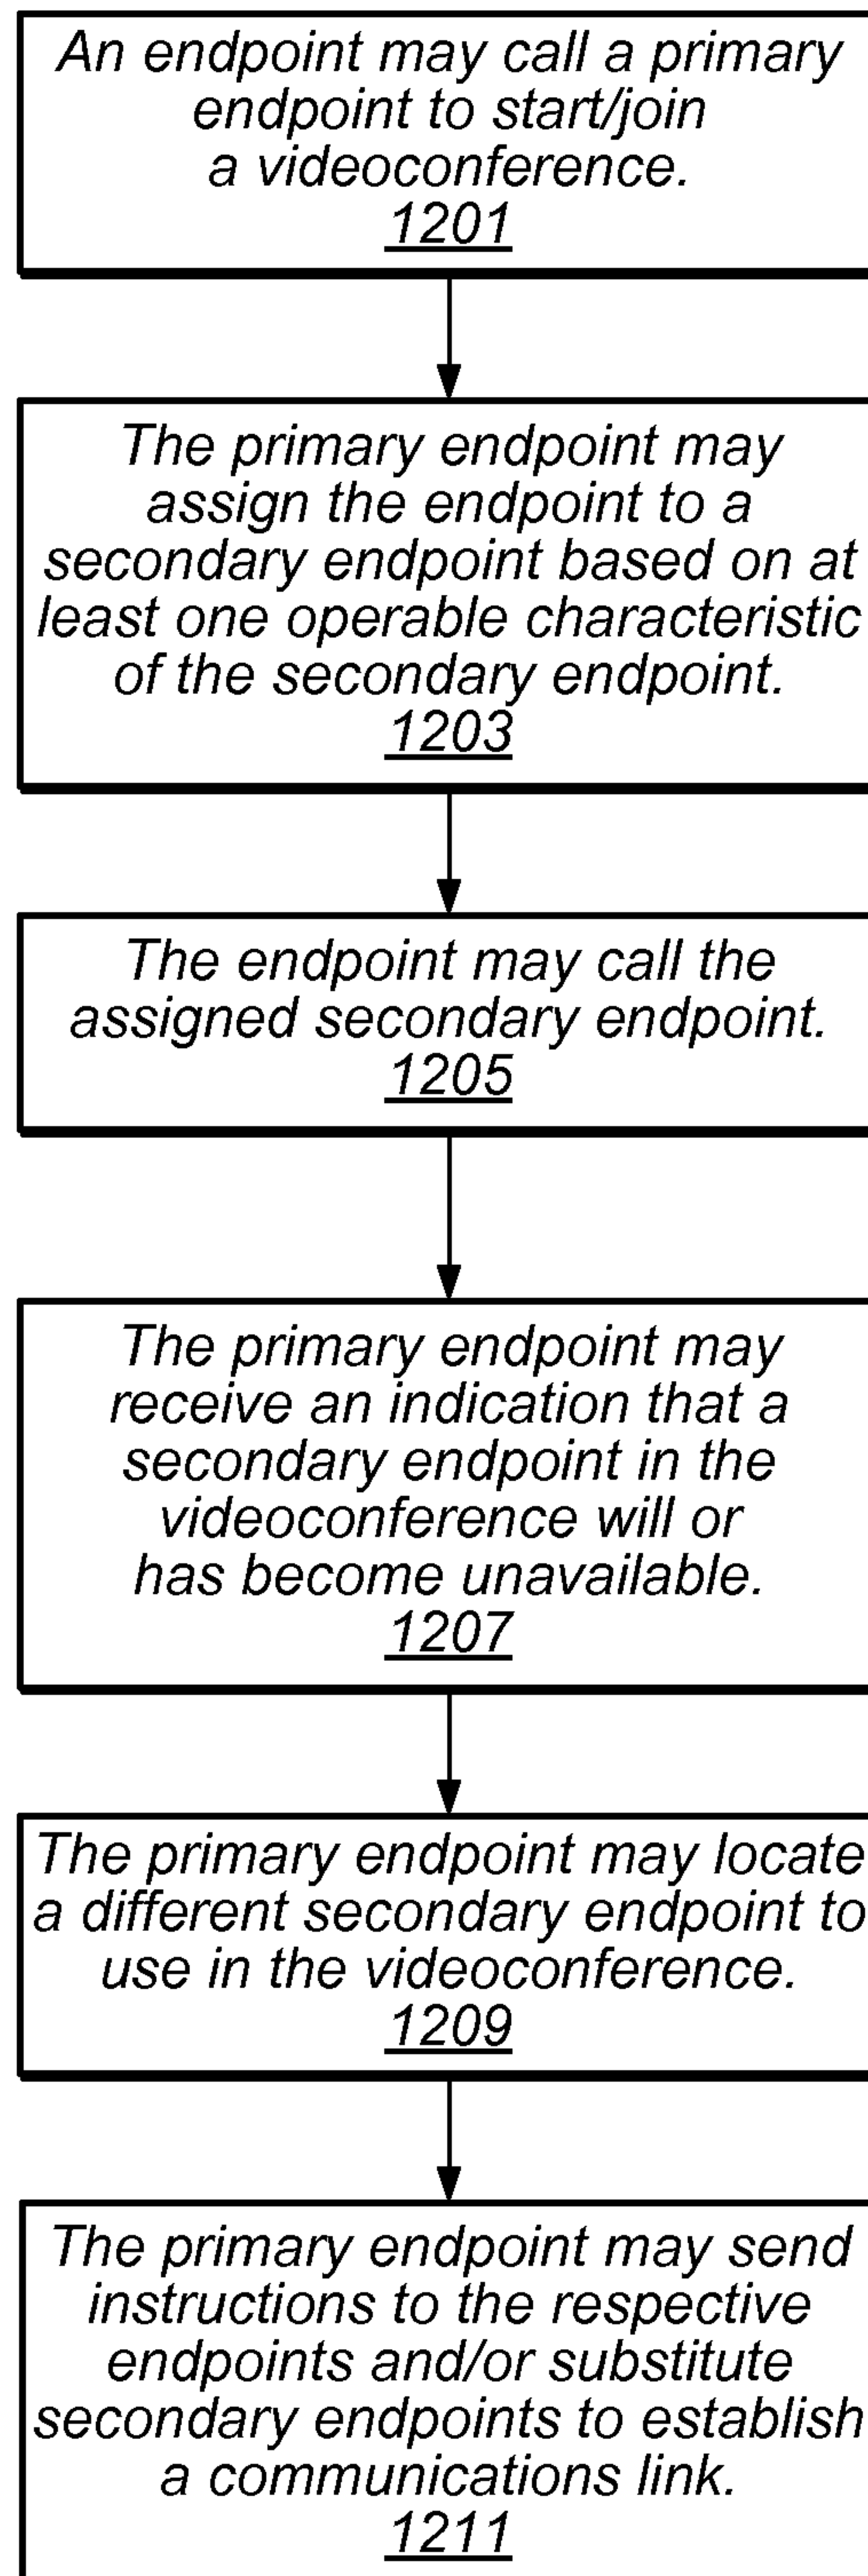 An endpoint may call a primary
endpoint to start/join
a videoconference.
1201
The primary endpoint may
assign the endpoint to a
secondary endpoint based on at
least one operable characteristic
of the secondary endpoint.
1203
The endpoint may call the
assigned secondary endpoint.
1205
The primary endpoint may
receive an indication that a
secondary endpoint in the
videoconference will or
has become unavailable.
1207
The primary endpoint may locate
a different secondary endpoint to
use in the videoconference.
1209
The primary endpoint may send
instructions to the respective
endpoints and/or substitute
secondary endpoints to establish
a communications link.
1211